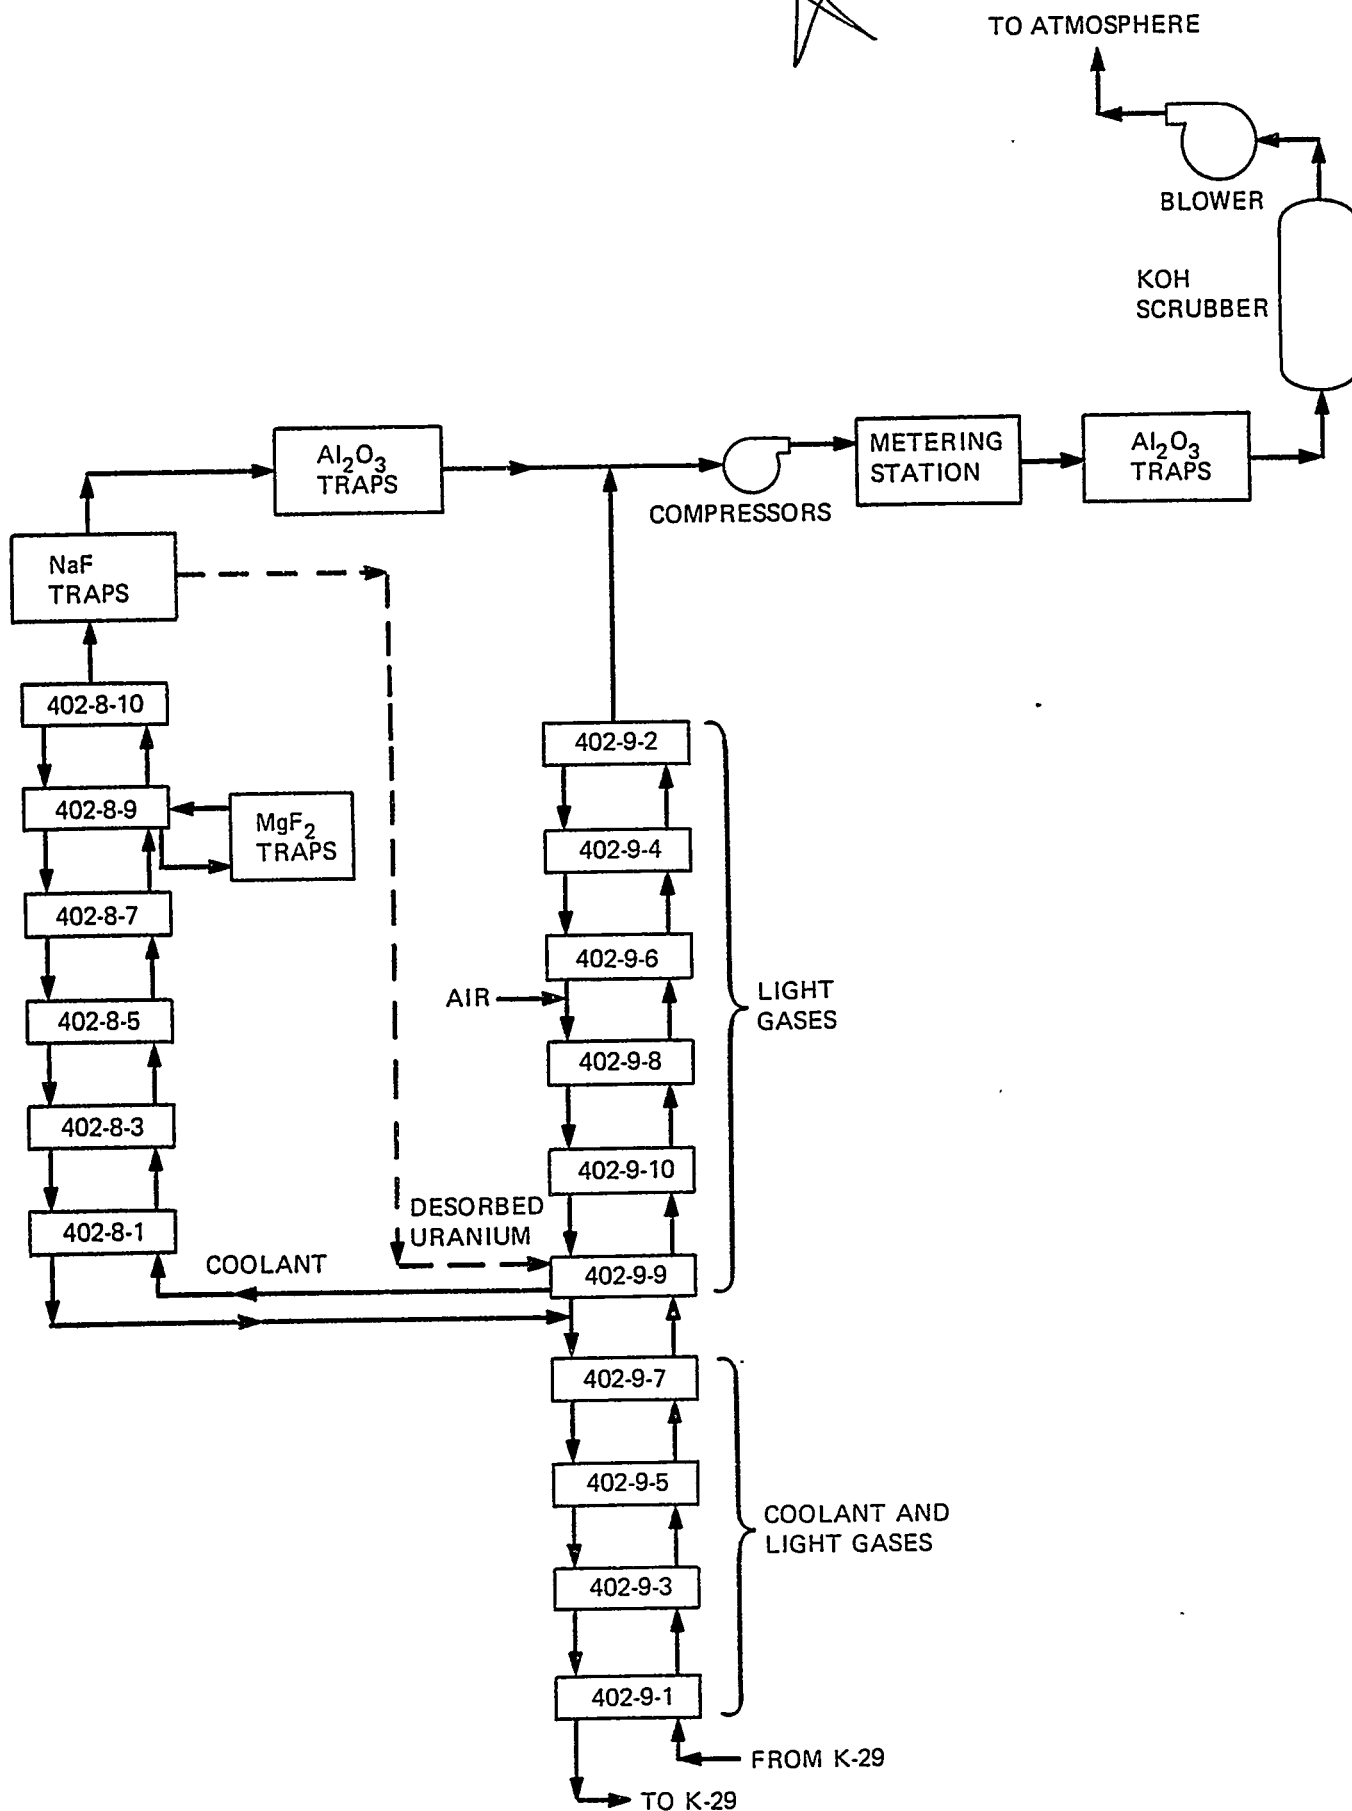 TO ATMOSPHERE
BLOWER
KOH
SCRUBBER
Al2O3
TRAPS
COMPRESSORS
METERING
STATION
Al2O3
TRAPS
NaF
TRAPS
402-8-10
402-8-9
MgF2
TRAPS
402-8-7
402-8-5
402-8-3
402-8-1
COOLANT
DESORBED
URANIUM
402-9-2
402-9-4
402-9-6
AIR
402-9-8
402-9-10
402-9-9
LIGHT
GASES
402-9-7
402-9-5
402-9-3
402-9-1
COOLANT AND
LIGHT GASES
FROM K-29
TO K-29